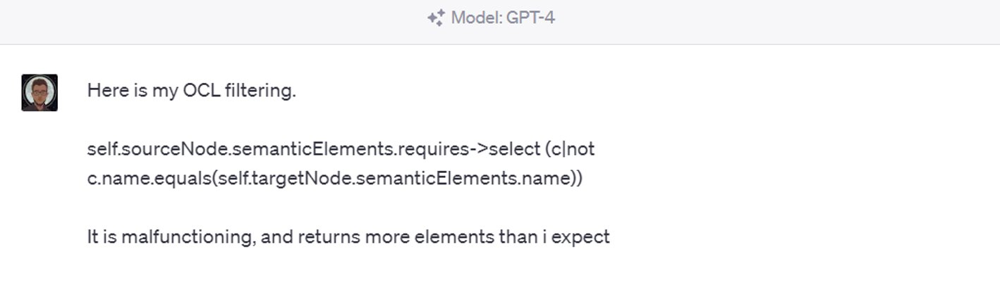 Model: GPT-4
Here is my OCL filtering.
self.sourceNode.semanticElements.requires->select (c|not
c.name.equals(self.targetNode.semanticElements.name))
It is malfunctioning, and returns more elements than i expect